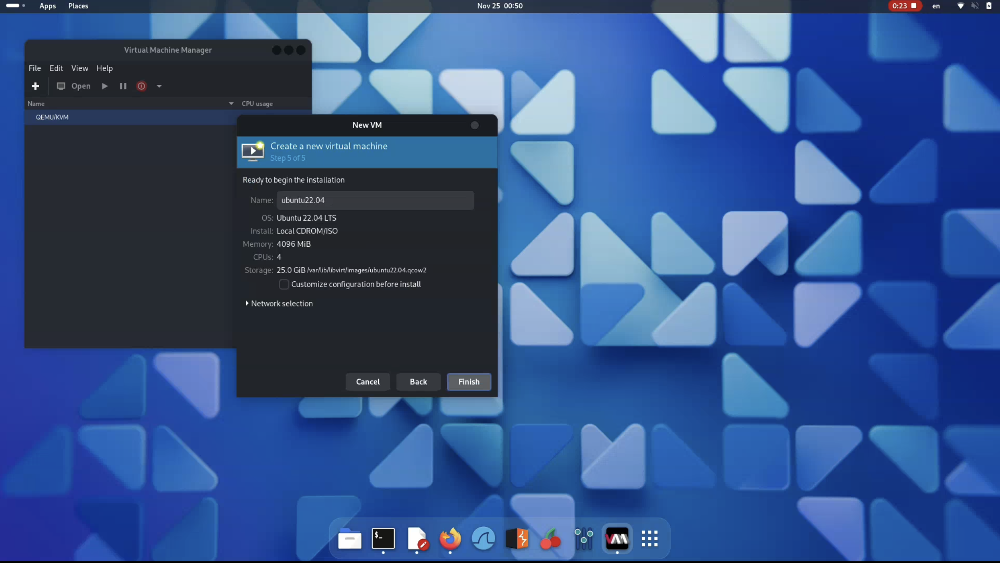 Apps Places Nov 25 00:50 0:23 en
Virtual Machine Manager
File Edit View Help
Open
Name CPU usage
QEMU/KVM
New VM
Create a new virtual machine
Step 5 of 5
Ready to begin the installation
Name: ubuntu22.04
OS: Ubuntu 22.04 LTS
Install: Local CDROM/ISO
Memory: 4096 MiB
CPUs: 4
Storage: 25.0 GiB /var/lib/libvirt/images/ubuntu22.04.qcow2
Customize configuration before install
Network selection
Cancel Back Finish
$_
VMM